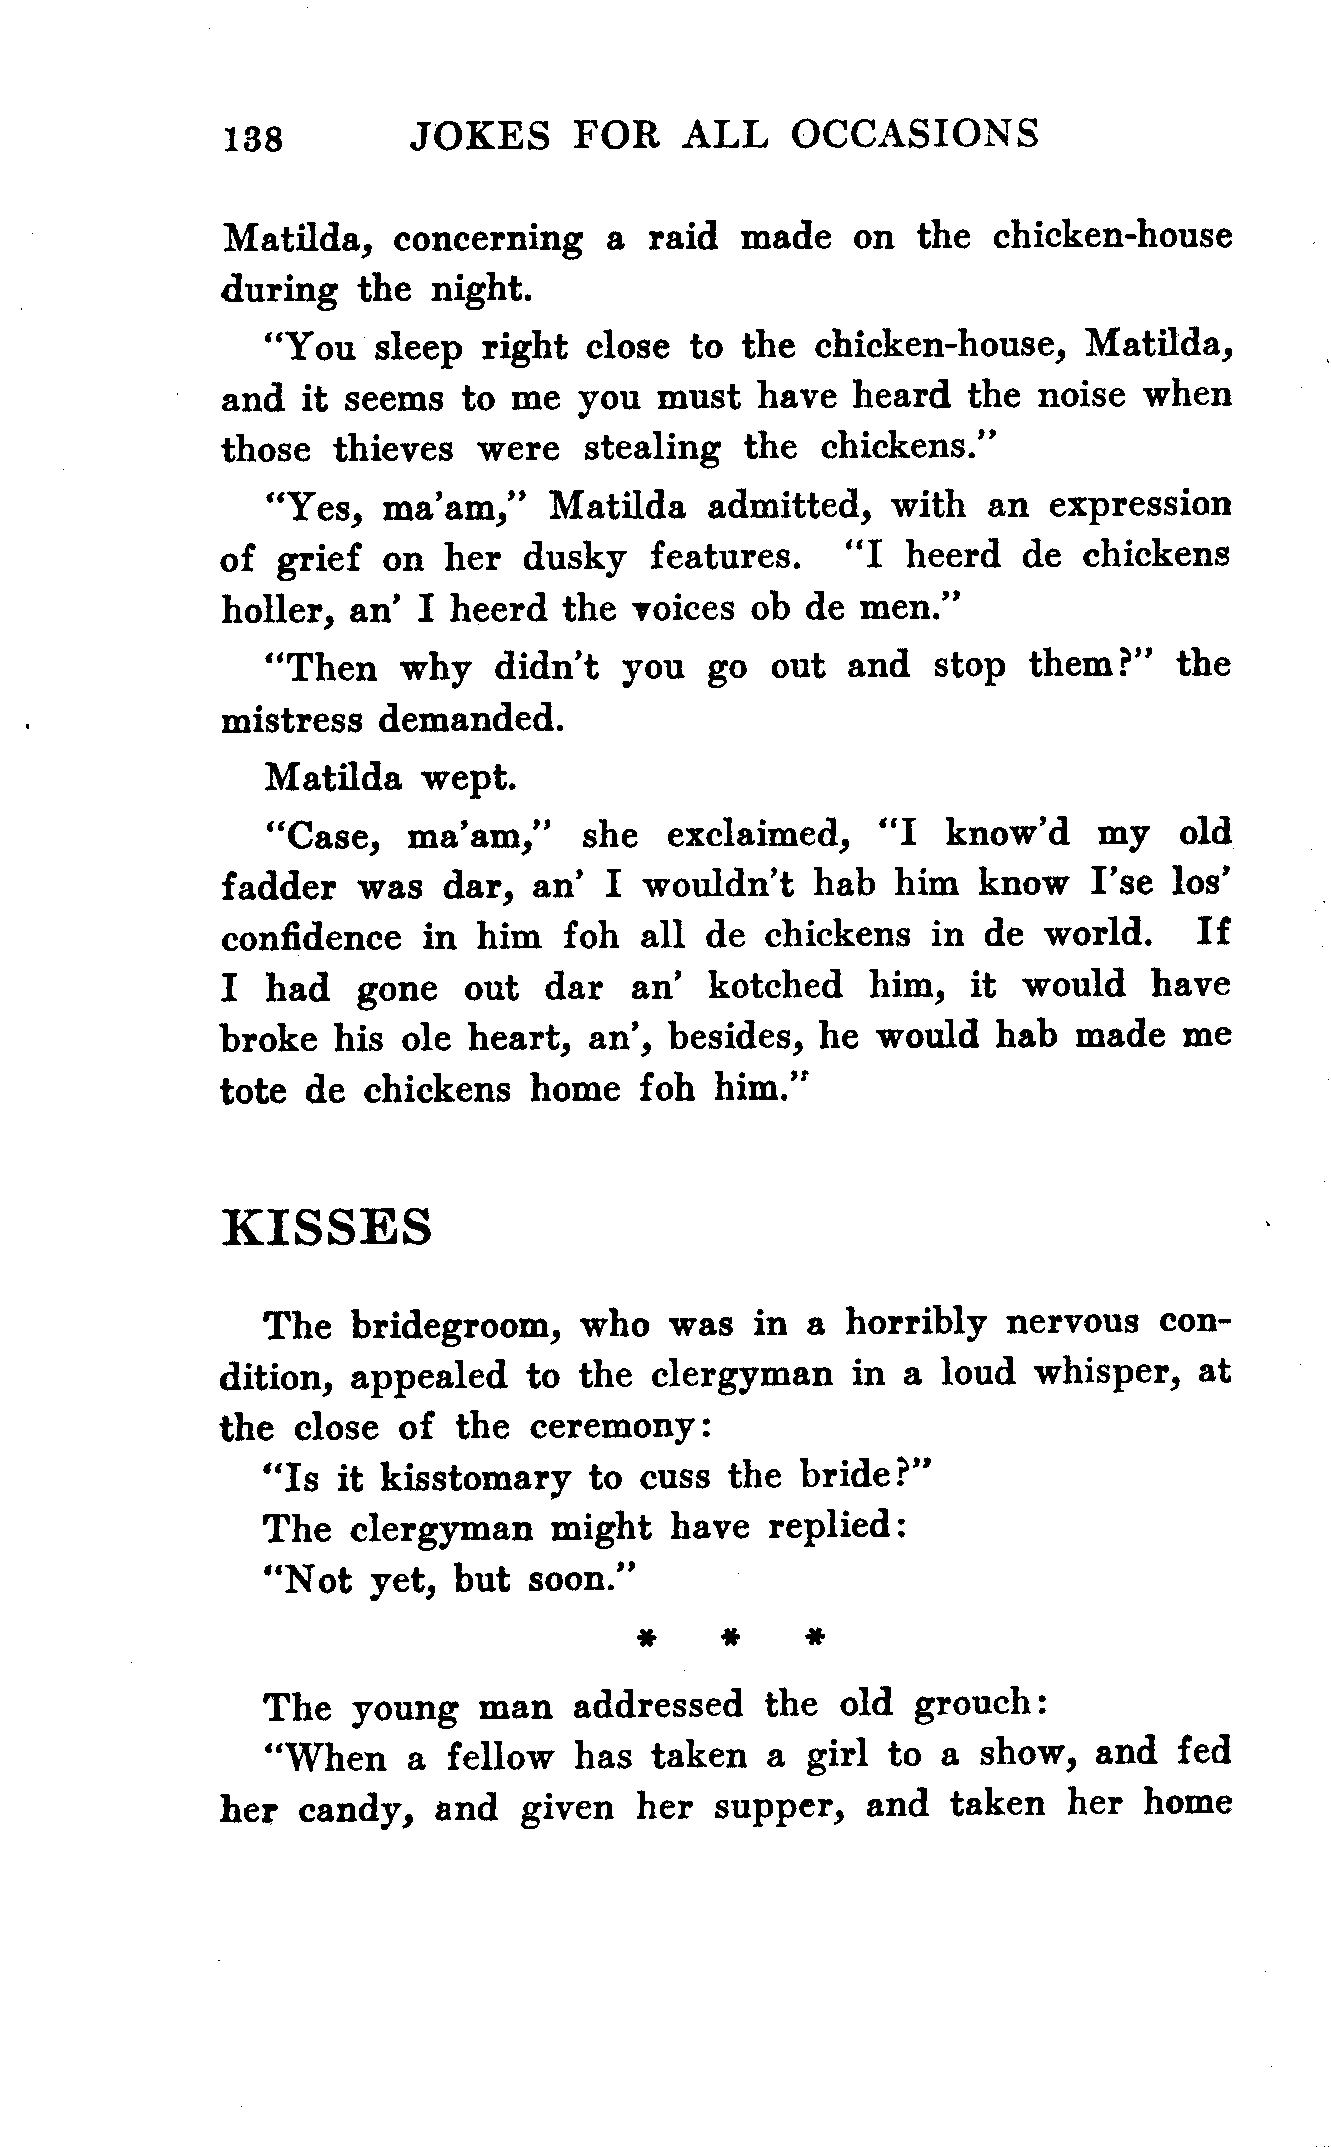 138 JOKES FOR ALL OCCASIONS
Matilda, concerning a raid made on the chicken-house
during the night.
"You sleep right close to the chicken-house, Matilda,
and it seems to me you must have heard the noise when
those thieves were stealing the chickens."
"Yes, ma'am," Matilda admitted, with an expression
of grief on her dusky features. "I heerd de chickens
holler, an' I heerd the voices ob de men."
"Then why didn't you go out and stop them?" the
mistress demanded.
Matilda wept.
"Case, ma'am," she exclaimed, "I know'd my old
fadder was dar, an' I wouldn't hab him know I'se los'
confidence in him foh all de chickens in de world. If
I had gone out dar an' kotched him, it would have
broke his ole heart, an', besides, he would hab made me
tote de chickens home foh him."
KISSES
The bridegroom, who was in a horribly nervous con-
dition, appealed to the clergyman in a loud whisper, at
the close of the ceremony:
"Is it kisstomary to cuss the bride?"
The clergyman might have replied:
"Not yet, but soon."
* * *
The young man addressed the old grouch:
"When a fellow has taken a girl to a show, and fed
her candy, and given her supper, and taken her home